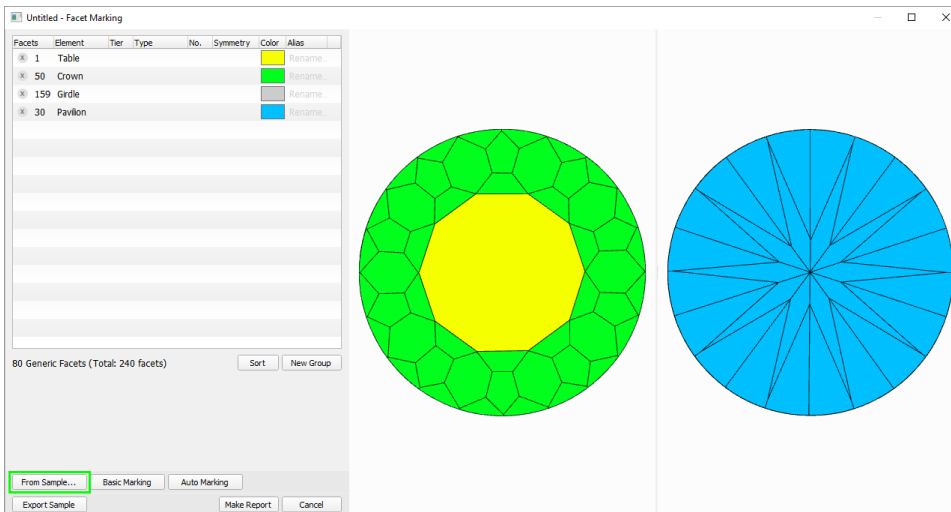 Untitled - Facet Marking
Facets Element Tier Type No. Symmetry Color Alias
x 1 Table Rename...
x 50 Crown Rename...
x 159 Girdle Rename...
x 30 Pavilion Rename...
80 Generic Facets (Total: 240 facets) Sort New Group
From Sample... Basic Marking Auto Marking
Export Sample Make Report Cancel